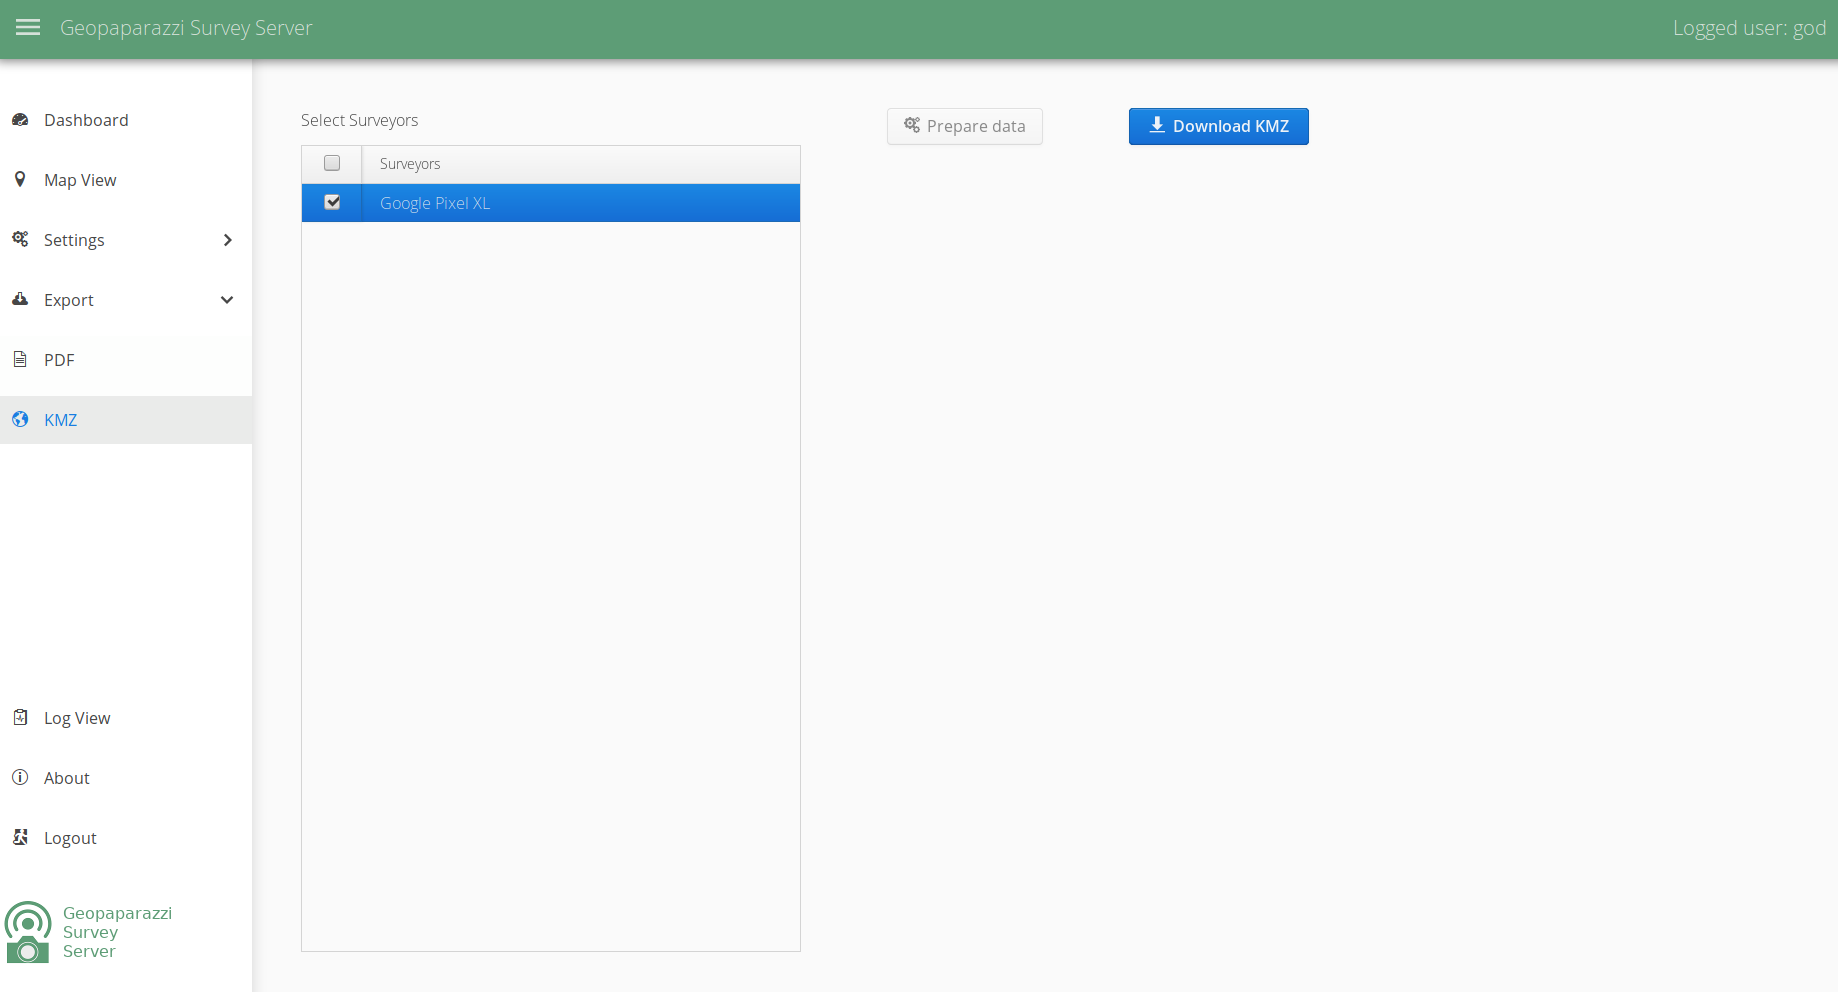 Geopaparazzi Survey Server
Logged user: god
Dashboard
Map View
Settings
Export
PDF
KMZ
Log View
About
Logout
Geopaparazzi
Survey
Server
Select Surveyors
Surveyors
Google Pixel XL
Prepare data
Download KMZ